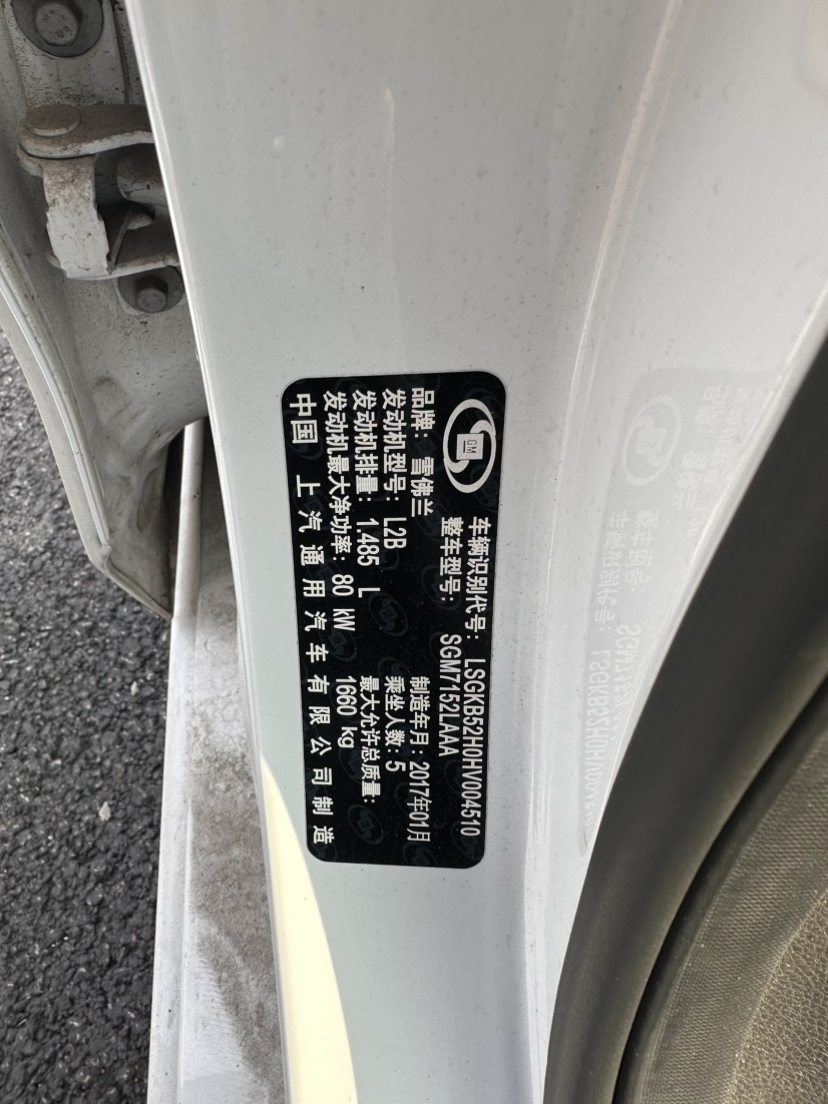 GM
车辆识别代号: LSGKB52H0HV004510
整车型号: SGM7152LAAA
品牌: 雪佛兰 制造年月: 2017年01月
发动机型号: L2B 乘坐人数: 5
发动机排量: 1.485 L 最大允许总质量:
发动机最大净功率: 80 kW 1660 kg
中国 上汽通用汽车有限公司制造